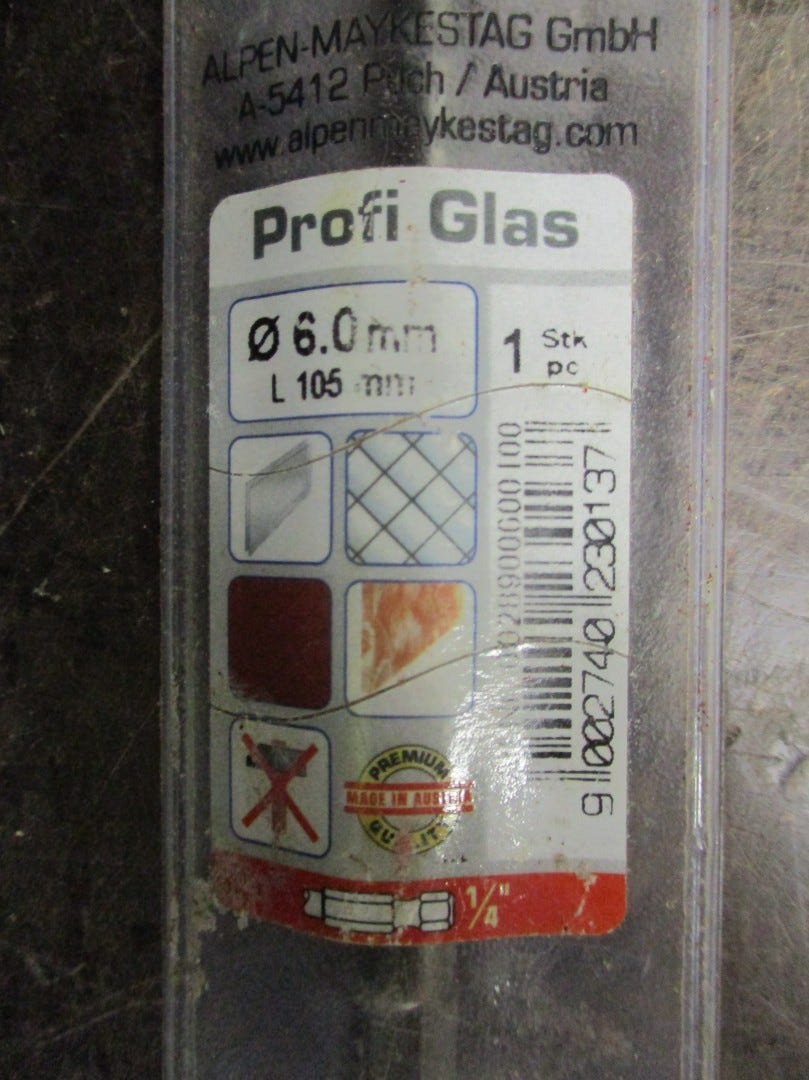 ALPEN-MAYKESTAG GmbH
A-5412 Puch / Austria
www.alpenmaykestag.com
Profi Glas
Ø 6.0 mm
L 105 mm
1 Stk
pc
9 002740 230137
PREMIUM
MADE IN AUSTRIA
QUALITY
1/4"